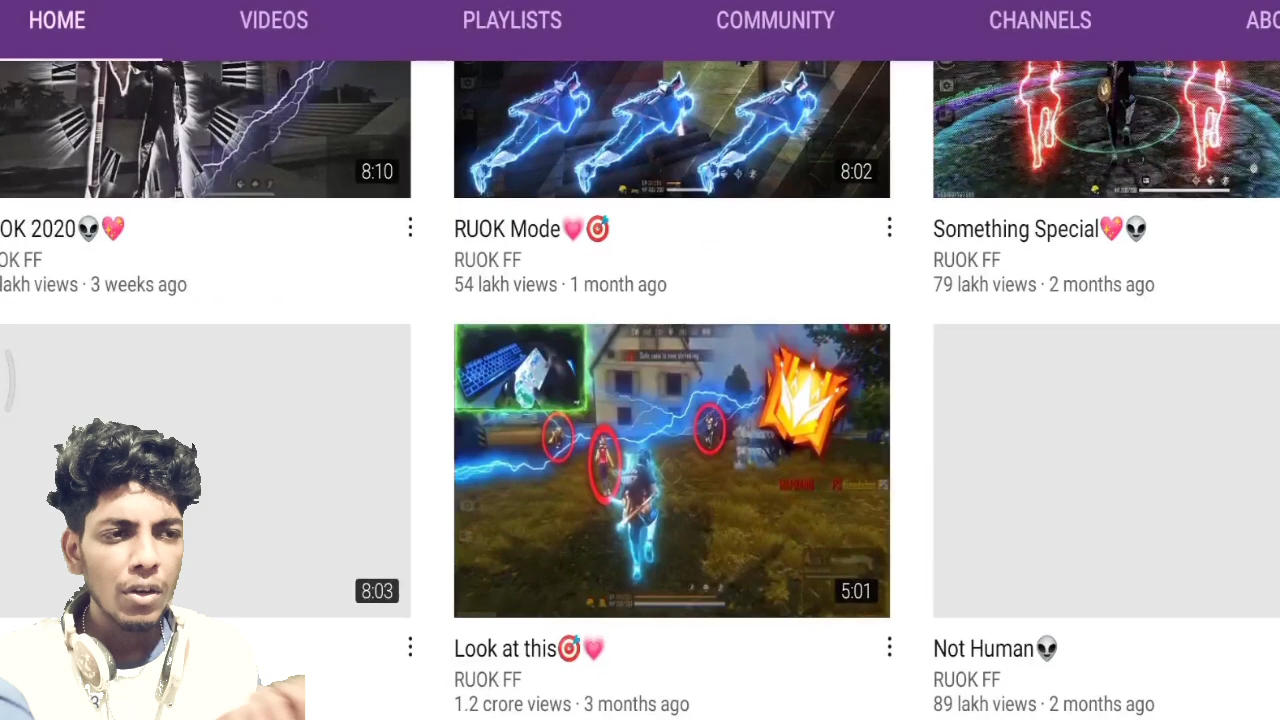 HOME VIDEOS PLAYLISTS COMMUNITY CHANNELS
8:10 8:02
OK 2020👽💖 RUOK Mode💗🎯 Something Special💖👽
OK FF RUOK FF RUOK FF
lakh views · 3 weeks ago 54 lakh views · 1 month ago 79 lakh views · 2 months ago
8:03 5:01
Look at this🎯💗 Not Human👽
RUOK FF RUOK FF
1.2 crore views · 3 months ago 89 lakh views · 2 months ago